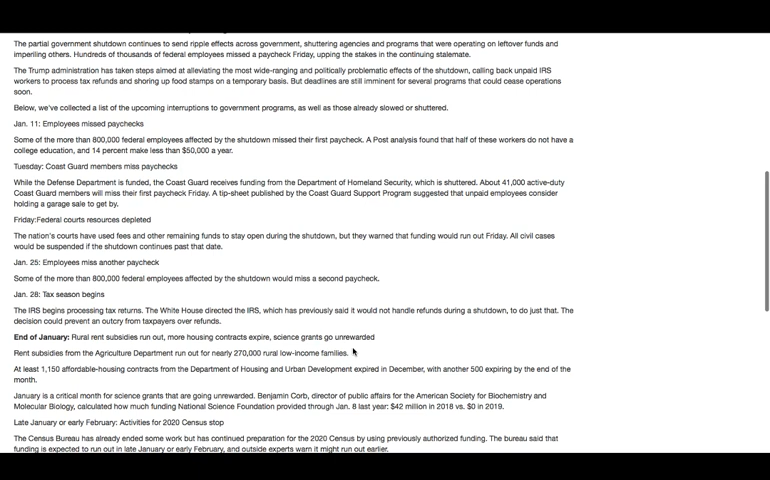 The partial government shutdown continues to send ripple effects across government, shuttering agencies and programs that were operating on leftover funds and
imperiling others. Hundreds of thousands of federal employees missed a paycheck Friday, upping the stakes in the continuing stalemate.
The Trump administration has taken steps aimed at alleviating the most wide-ranging and politically problematic effects of the shutdown, calling back unpaid IRS
workers to process tax refunds and shoring up food stamps on a temporary basis. But deadlines are still imminent for several programs that could cease operations
soon.
Below, we've collected a list of the upcoming interruptions to government programs, as well as those already slowed or shuttered.
Jan. 11: Employees missed paychecks
Some of the more than 800,000 federal employees affected by the shutdown missed their first paycheck. A Post analysis found that half of these workers do not have a
college education, and 14 percent make less than $50,000 a year.
Tuesday: Coast Guard members miss paychecks
While the Defense Department is funded, the Coast Guard receives funding from the Department of Homeland Security, which is shuttered. About 41,000 active-duty
Coast Guard members will miss their first paycheck Friday. A tip-sheet published by the Coast Guard Support Program suggested that unpaid employees consider
holding a garage sale to get by.
Friday:Federal courts resources depleted
The nation's courts have used fees and other remaining funds to stay open during the shutdown, but they warned that funding would run out Friday. All civil cases
would be suspended if the shutdown continues past that date.
Jan. 25: Employees miss another paycheck
Some of the more than 800,000 federal employees affected by the shutdown would miss a second paycheck.
Jan. 28: Tax season begins
The IRS begins processing tax returns. The White House directed the IRS, which has previously said it would not handle refunds during a shutdown, to do just that. The
decision could prevent an outcry from taxpayers over refunds.
End of January: Rural rent subsidies run out, more housing contracts expire, science grants go unrewarded
Rent subsidies from the Agriculture Department run out for nearly 270,000 rural low-income families.
At least 1,150 affordable-housing contracts from the Department of Housing and Urban Development expired in December, with another 500 expiring by the end of the
month.
January is a critical month for science grants that are going unrewarded. Benjamin Corb, director of public affairs for the American Society for Biochemistry and
Molecular Biology, calculated how much funding National Science Foundation provided through Jan. 8 last year: $42 million in 2018 vs. $0 in 2019.
Late January or early February: Activities for 2020 Census stop
The Census Bureau has already ended some work but has continued preparation for the 2020 Census by using previously authorized funding. The bureau said that
funding is expected to run out in late January or early February, and outside experts warn it might run out earlier.